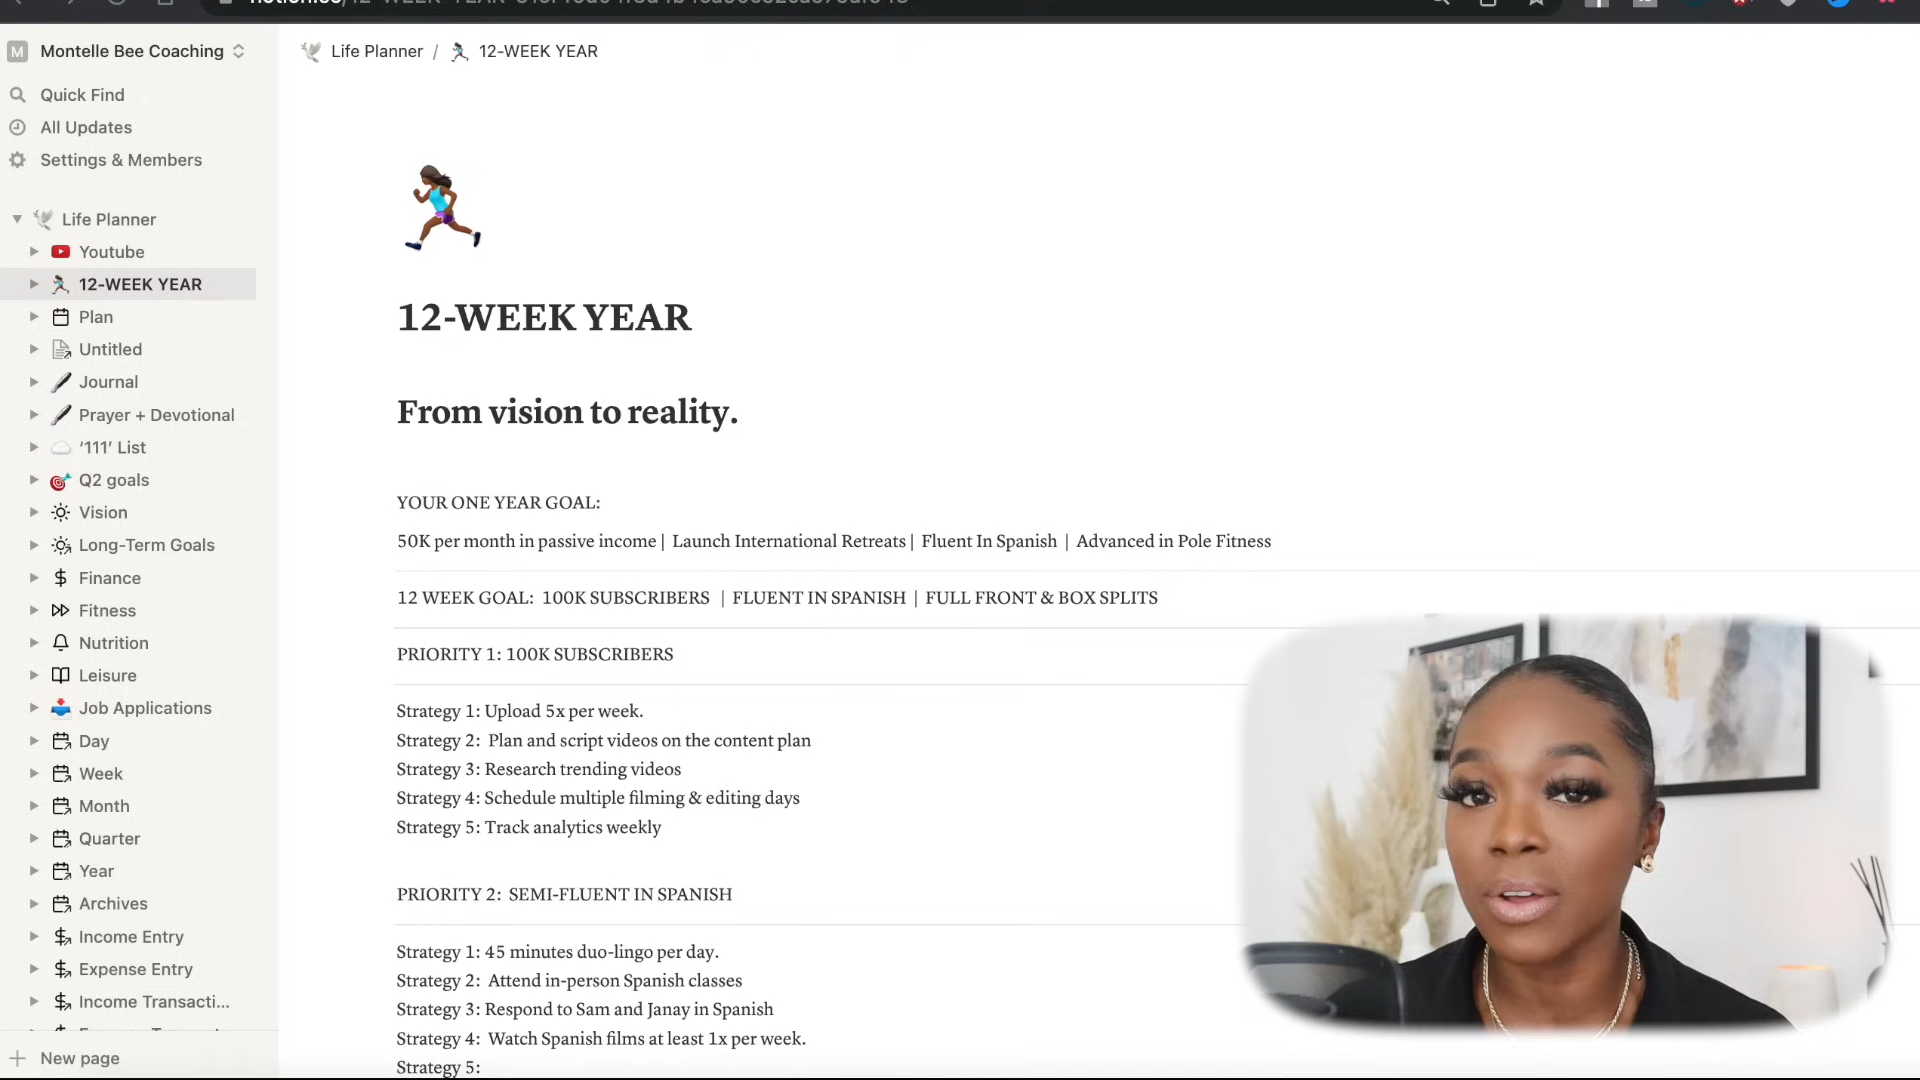 Montelle Bee Coaching
Life Planner / 12-WEEK YEAR
Quick Find
All Updates
Settings & Members
Life Planner
Youtube
12-WEEK YEAR
Plan
Untitled
Journal
Prayer + Devotional
‘111’ List
Q2 goals
Vision
Long-Term Goals
Finance
Fitness
Nutrition
Leisure
Job Applications
Day
Week
Month
Quarter
Year
Archives
Income Entry
Expense Entry
Income Transacti...
New page
12-WEEK YEAR
From vision to reality.
YOUR ONE YEAR GOAL:
50K per month in passive income | Launch International Retreats | Fluent In Spanish | Advanced in Pole Fitness
12 WEEK GOAL: 100K SUBSCRIBERS | FLUENT IN SPANISH | FULL FRONT & BOX SPLITS
PRIORITY 1: 100K SUBSCRIBERS
Strategy 1: Upload 5x per week.
Strategy 2: Plan and script videos on the content plan
Strategy 3: Research trending videos
Strategy 4: Schedule multiple filming & editing days
Strategy 5: Track analytics weekly
PRIORITY 2: SEMI-FLUENT IN SPANISH
Strategy 1: 45 minutes duo-lingo per day.
Strategy 2: Attend in-person Spanish classes
Strategy 3: Respond to Sam and Janay in Spanish
Strategy 4: Watch Spanish films at least 1x per week.
Strategy 5: